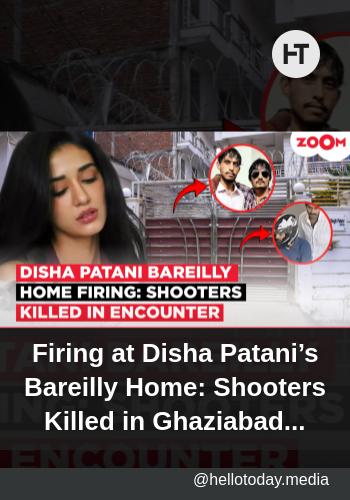 HT
ZOOM
DISHA PATANI BAREILLY
HOME FIRING: SHOOTERS
KILLED IN ENCOUNTER
Firing at Disha Patani’s
Bareilly Home: Shooters
Killed in Ghaziabad...
@hellotoday.media